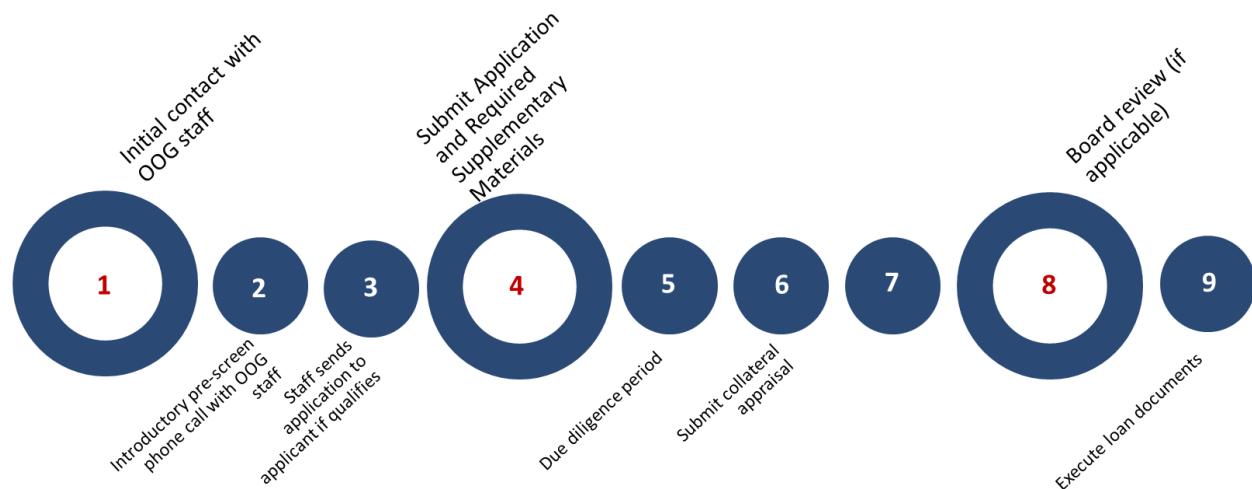 Initial contact with
OOG staff
1
Introductory pre-screen
phone call with OOG
staff
2
Staff sends
application to
applicant if qualifies
3
Submit Application
and Required
Supplementary
Materials
4
Due diligence period
5
Submit collateral
appraisal
6
7
Board review (if
applicable)
8
Execute loan documents
9